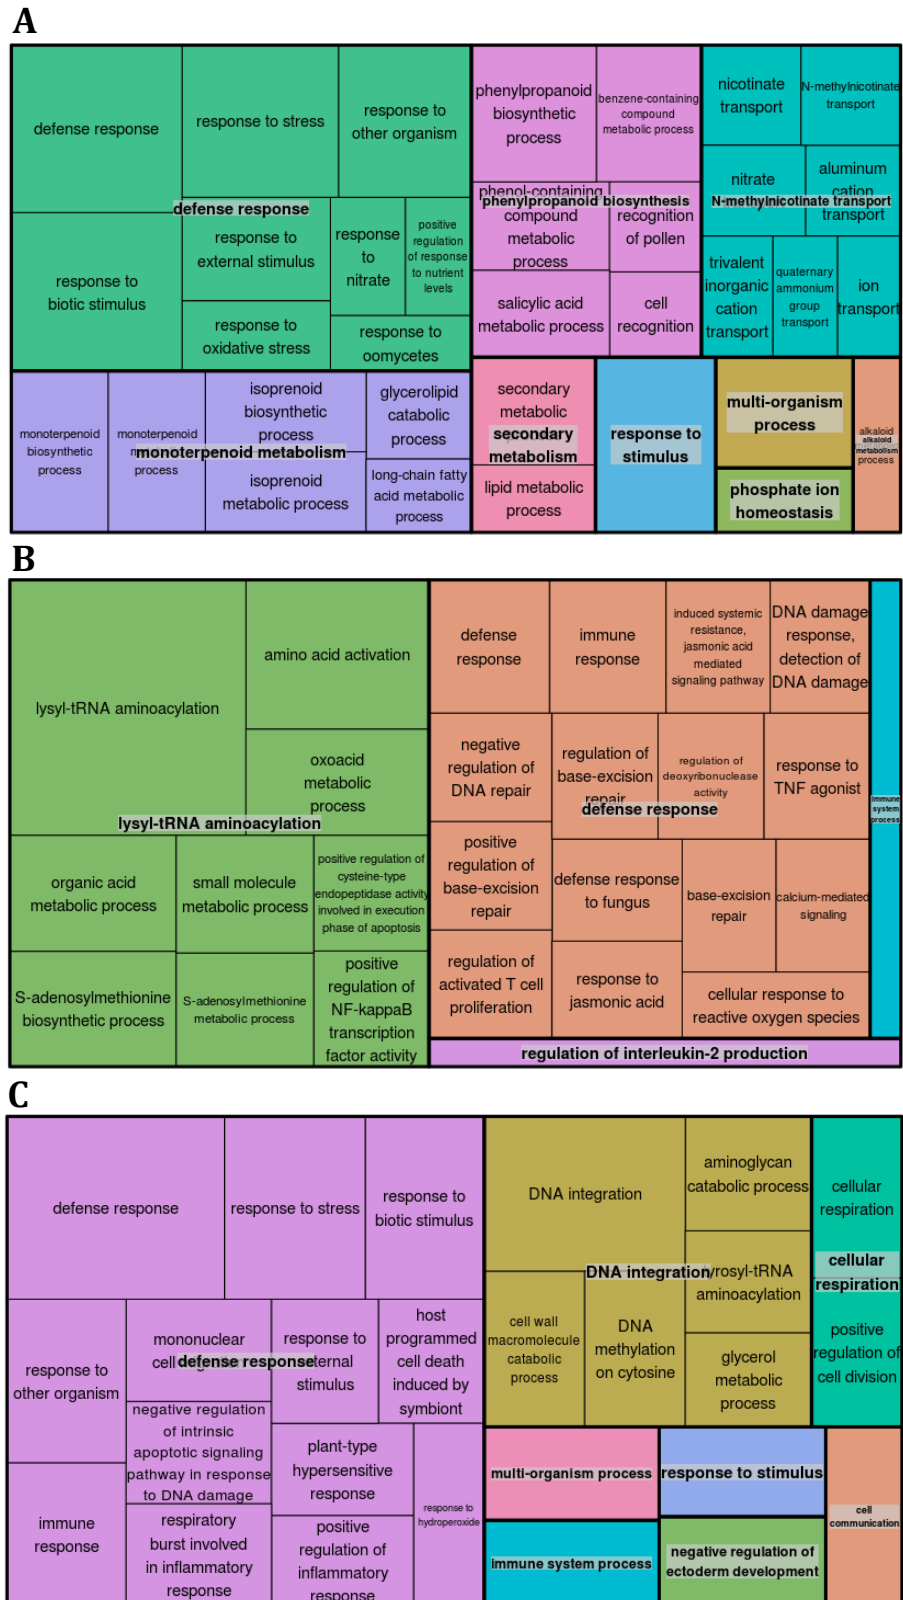 A
defense response
response to stress
response to
other organism
response to
biotic stimulus
defense response
response to
external stimulus
response
to
nitrate
positive
regulation
of response
to nutrient
levels
response to
oxidative stress
response to
oomycetes
phenylpropanoid
biosynthetic
process
benzene-containing
compound
metabolic process
phenol-containing
compound
metabolic
process
phenylpropanoid biosynthesis
recognition
of pollen
salicylic acid
metabolic process
cell
recognition
nicotinate
transport
N-methylnicotinate
transport
nitrate
aluminum
cation
transport
N-methylnicotinate transport
trivalent
inorganic
cation
transport
quaternary
ammonium
group
transport
ion
transport
monoterpenoid
biosynthetic
process
monoterpenoid
process
monoterpenoid metabolism
isoprenoid
biosynthetic
process
isoprenoid
metabolic process
glycerolipid
catabolic
process
long-chain fatty
acid metabolic
process
secondary
metabolic
secondary
metabolism
lipid metabolic
process
response to
stimulus
multi-organism
process
phosphate ion
homeostasis
alkaloid
alkaloid
metabolism
process
B
lysyl-tRNA aminoacylation
amino acid activation
oxoacid
metabolic
process
lysyl-tRNA aminoacylation
organic acid
metabolic process
small molecule
metabolic process
positive regulation of
cysteine-type
endopeptidase activity
involved in execution
phase of apoptosis
S-adenosylmethionine
biosynthetic process
S-adenosylmethionine
metabolic process
positive
regulation of
NF-kappaB
transcription
factor activity
defense
response
immune
response
induced systemic
resistance,
jasmonic acid
mediated
signaling pathway
DNA damage
response,
detection of
DNA damage
negative
regulation of
DNA repair
regulation of
base-excision
repair
regulation of
deoxyribonuclease
activity
response to
TNF agonist
defense response
positive
regulation of
base-excision
repair
defense response
to fungus
base-excision
repair
calcium-mediated
signaling
regulation of
activated T cell
proliferation
response to
jasmonic acid
cellular response to
reactive oxygen species
immune
system
process
regulation of interleukin-2 production
C
defense response
response to stress
response to
biotic stimulus
response to
other organism
mononuclear
cell
defense response
response to
external
stimulus
host
programmed
cell death
induced by
symbiont
negative regulation
of intrinsic
apoptotic signaling
pathway in response
to DNA damage
plant-type
hypersensitive
response
response to
hydroperoxide
immune
response
respiratory
burst involved
in inflammatory
response
positive
regulation of
inflammatory
response
DNA integration
aminoglycan
catabolic process
DNA integration
tyrosyl-tRNA
aminoacylation
cell wall
macromolecule
catabolic
process
DNA
methylation
on cytosine
glycerol
metabolic
process
cellular
respiration
cellular
respiration
positive
regulation of
cell division
multi-organism process
response to stimulus
immune system process
negative regulation of
ectoderm development
cell
communication